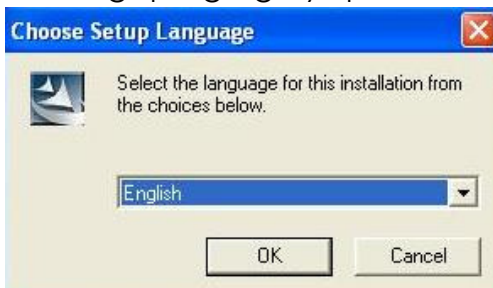 Choose Setup Language
Select the language for this installation from
the choices below.
English
OK
Cancel